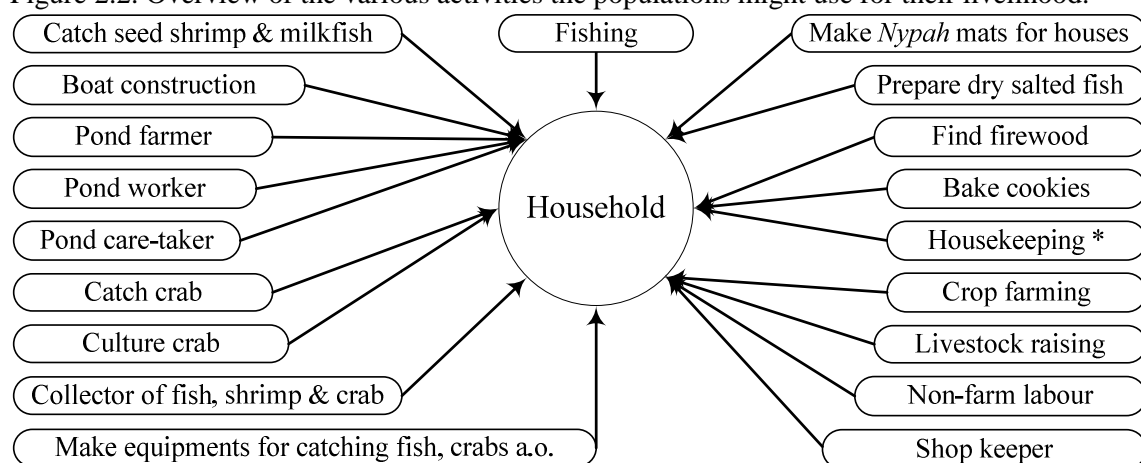 Figure 2.2. Overview of the various activities the populations might use for their livelihood.
Catch seed shrimp & milkfish
Fishing
Make Nypah mats for houses
Boat construction
Prepare dry salted fish
Pond farmer
Find firewood
Pond worker
Bake cookies
Household
Pond care-taker
Housekeeping *
Catch crab
Crop farming
Culture crab
Livestock raising
Collector of fish, shrimp & crab
Non-farm labour
Make equipments for catching fish, crabs a.o.
Shop keeper